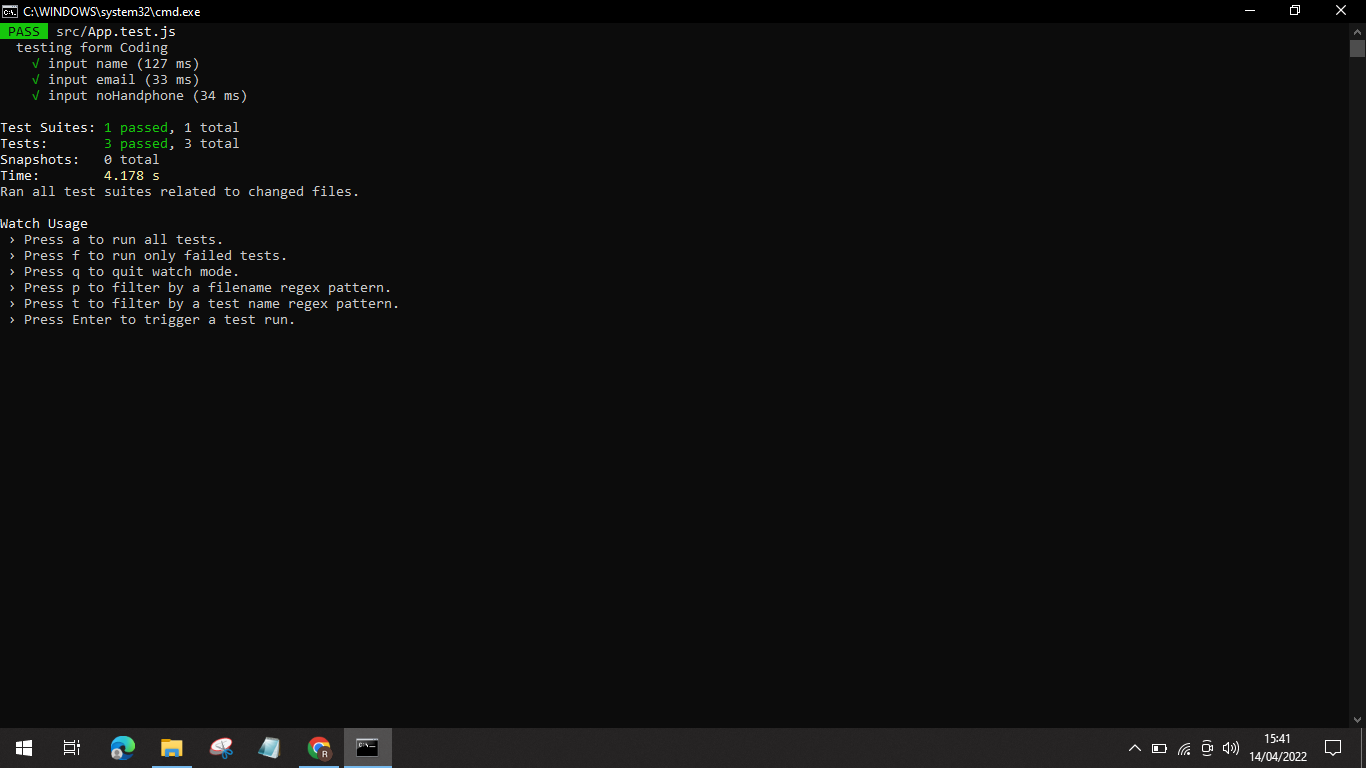 C:\WINDOWS\system32\cmd.exe
PASS src/App.test.js
testing form Coding
√ input name (127 ms)
√ input email (33 ms)
√ input noHandphone (34 ms)
Test Suites: 1 passed, 1 total
Tests: 3 passed, 3 total
Snapshots: 0 total
Time: 4.178 s
Ran all test suites related to changed files.
Watch Usage
› Press a to run all tests.
› Press f to run only failed tests.
› Press q to quit watch mode.
› Press p to filter by a filename regex pattern.
› Press t to filter by a test name regex pattern.
› Press Enter to trigger a test run.
R
15:41
14/04/2022